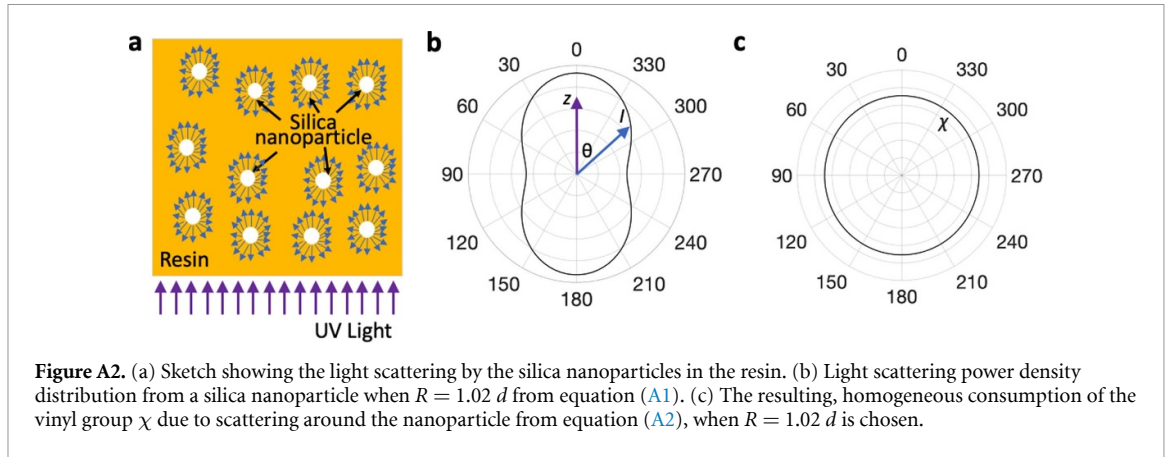 a
Silica
nanoparticle
Resin
UV Light
b
0
30
330
60
300
z
I
θ
90
270
120
240
150
210
180
c
0
30
330
60
300
χ
90
270
120
240
150
210
180
Figure A2. (a) Sketch showing the light scattering by the silica nanoparticles in the resin. (b) Light scattering power density
distribution from a silica nanoparticle when R = 1.02 d from equation (A1). (c) The resulting, homogeneous consumption of the
vinyl group χ due to scattering around the nanoparticle from equation (A2), when R = 1.02 d is chosen.